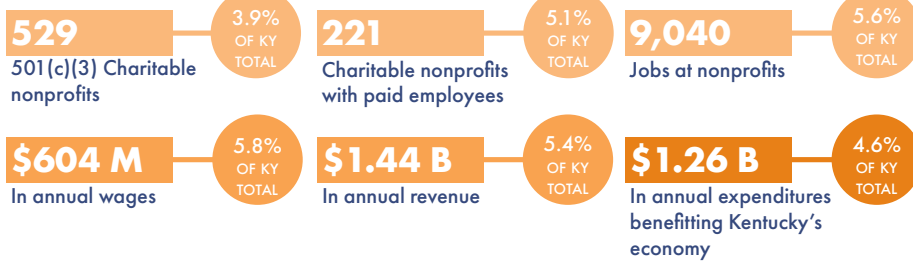 529
3.9%
OF KY
TOTAL
501(c)(3) Charitable
nonprofits
221
5.1%
OF KY
TOTAL
Charitable nonprofits
with paid employees
9,040
5.6%
OF KY
TOTAL
Jobs at nonprofits
$604 M
5.8%
OF KY
TOTAL
In annual wages
$1.44 B
5.4%
OF KY
TOTAL
In annual revenue
$1.26 B
4.6%
OF KY
TOTAL
In annual expenditures
benefitting Kentucky’s
economy